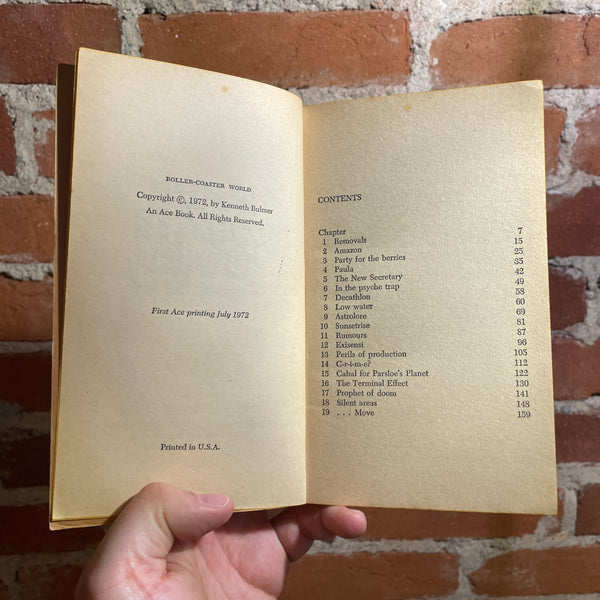 ROLLER-COASTER WORLD
Copyright ©, 1972, by Kenneth Bulmer
An Ace Book. All Rights Reserved.
First Ace printing July 1972
Printed in U.S.A.
CONTENTS
Chapter
1 Removals 7
2 Amazon 15
3 Party for the berries 25
4 Paula 35
5 The New Secretary 42
6 In the psyche trap 49
7 Decathlon 58
8 Low water 60
9 Astrolore 69
10 Sunsetrise 81
11 Rumours 87
12 Exisensi 96
13 Perils of production 105
14 C-r-i-m-e? 112
15 Cabal for Parsloe's Planet 122
16 The Terminal Effect 130
17 Prophet of doom 141
18 Silent areas 148
19 . . . Move 159